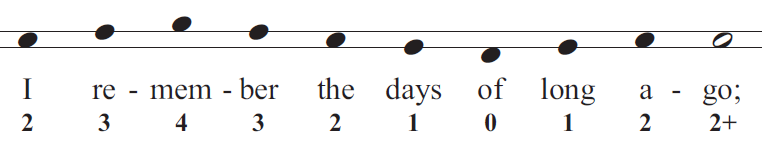 I re - mem - ber the days of long a - go;
2 3 4 3 2 1 0 1 2 2+